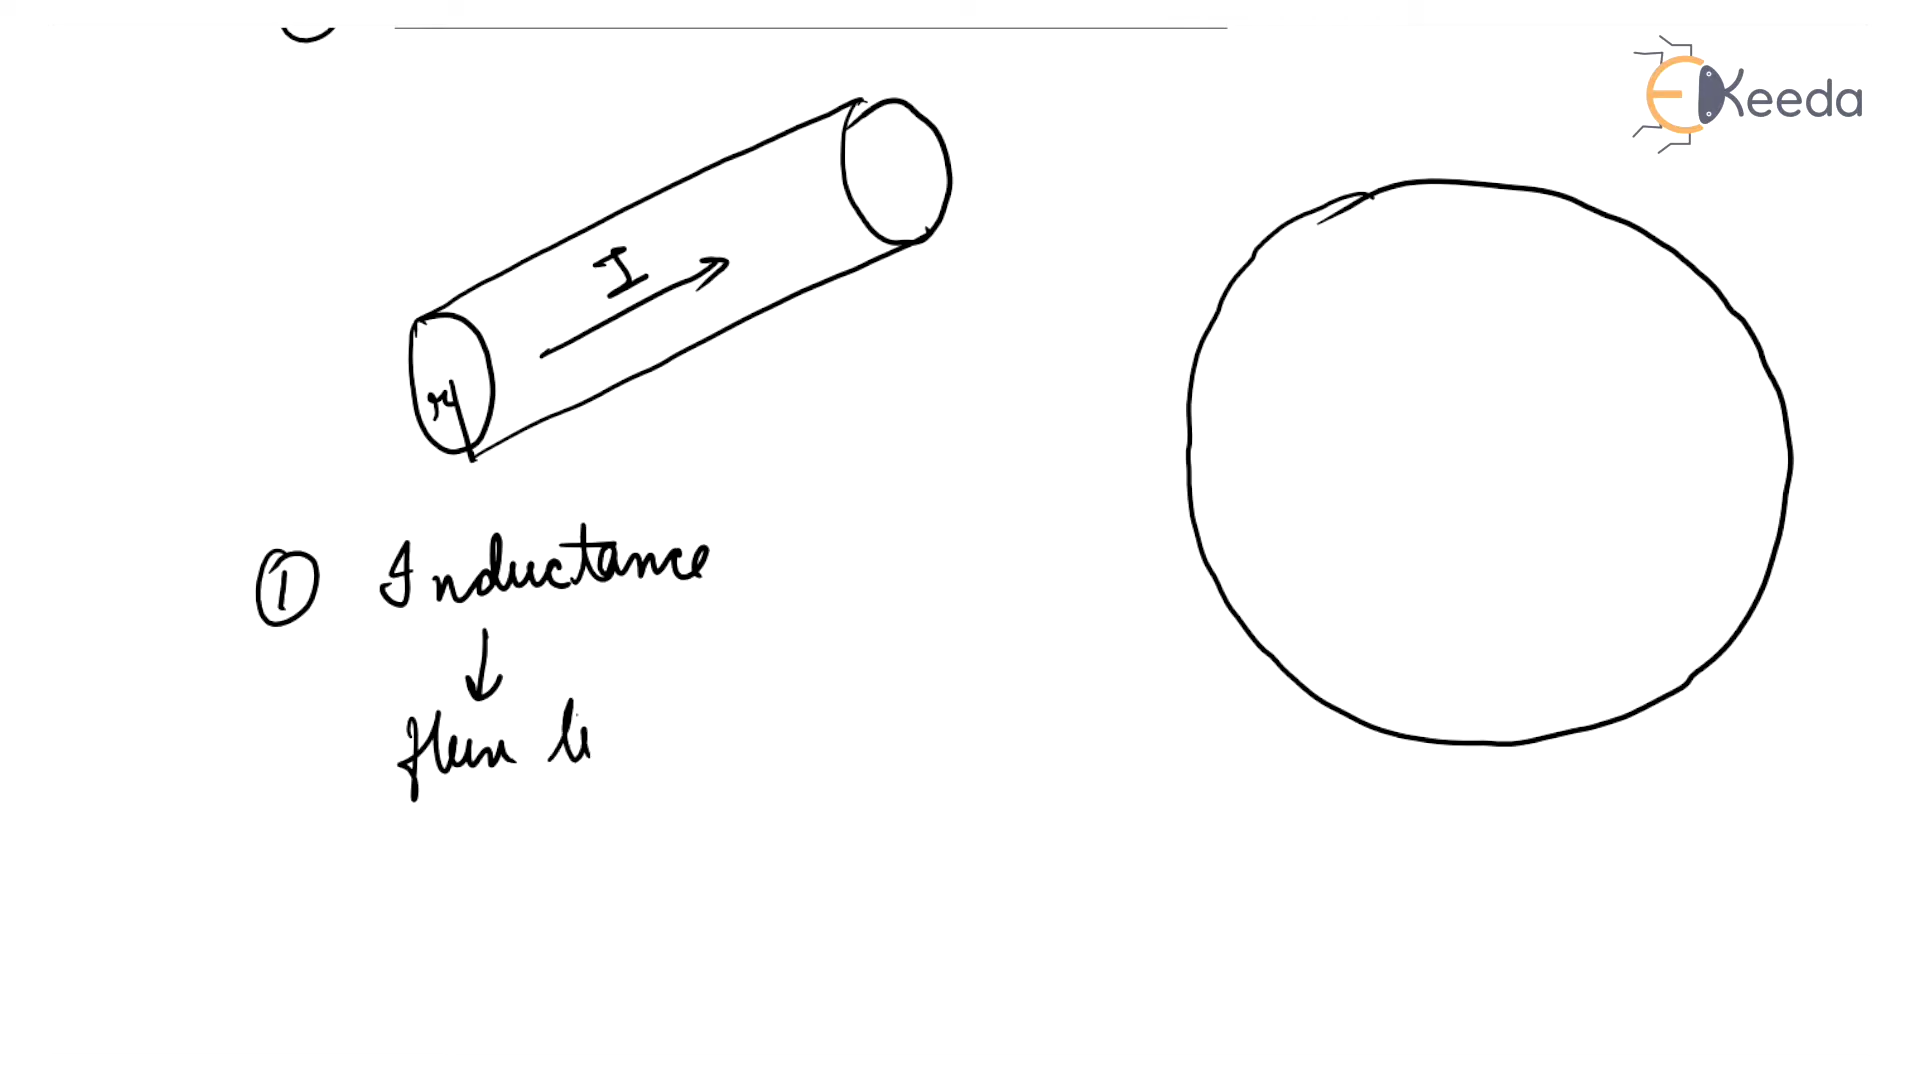 EKeeda
I
r
① Inductance
↓
flux li